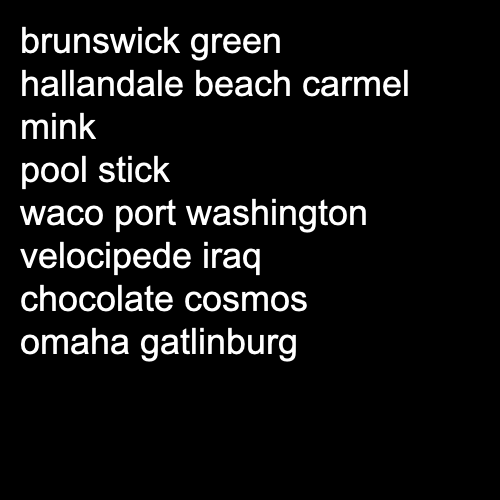 brunswick green
hallandale beach carmel
mink
pool stick
waco port washington
velocipede iraq
chocolate cosmos
omaha gatlinburg